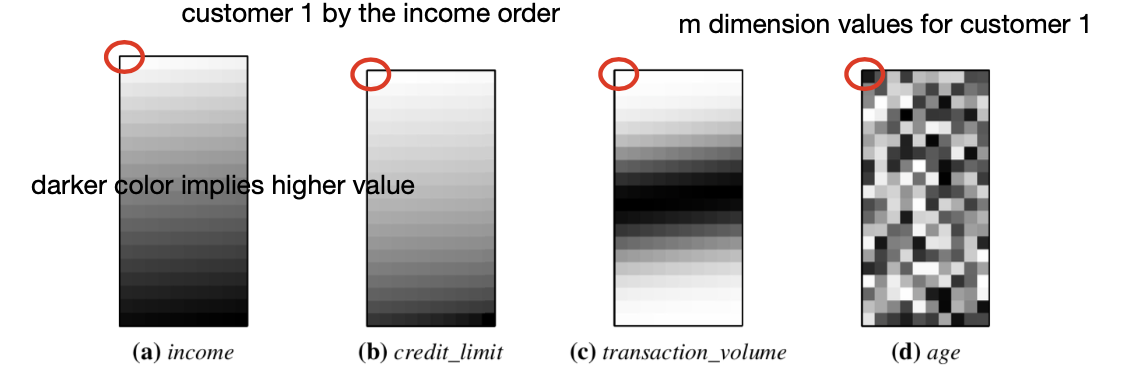 customer 1 by the income order
m dimension values for customer 1
darker color implies higher value
(a) income
(b) credit_limit
(c) transaction_volume
(d) age